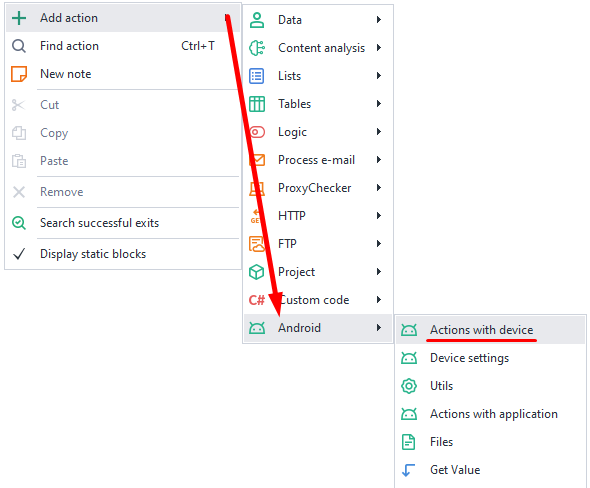 Add action
Find action Ctrl+T
New note
Cut
Copy
Paste
Remove
Search successful exits
Display static blocks
Data
Content analysis
Lists
Tables
Logic
Process e-mail
ProxyChecker
GET
HTTP
FTP
Project
C# Custom code
Android
Actions with device
Device settings
Utils
Actions with application
Files
Get Value